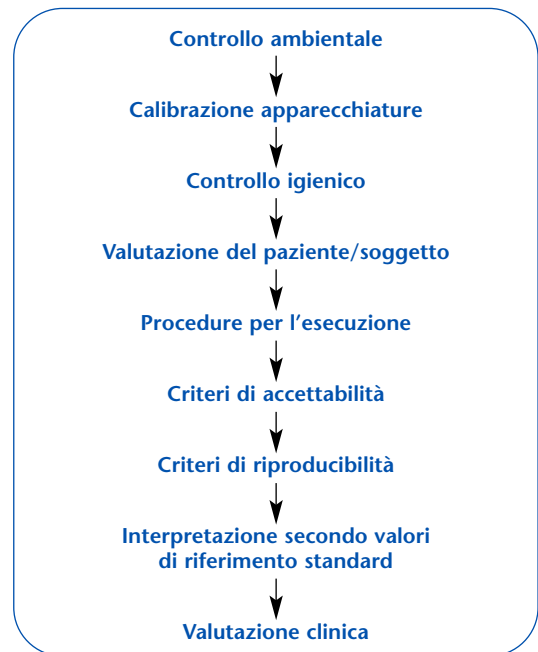 Controllo ambientale
Calibrazione apparecchiature
Controllo igienico
Valutazione del paziente/soggetto
Procedure per l’esecuzione
Criteri di accettabilità
Criteri di riproducibilità
Interpretazione secondo valori
di riferimento standard
Valutazione clinica